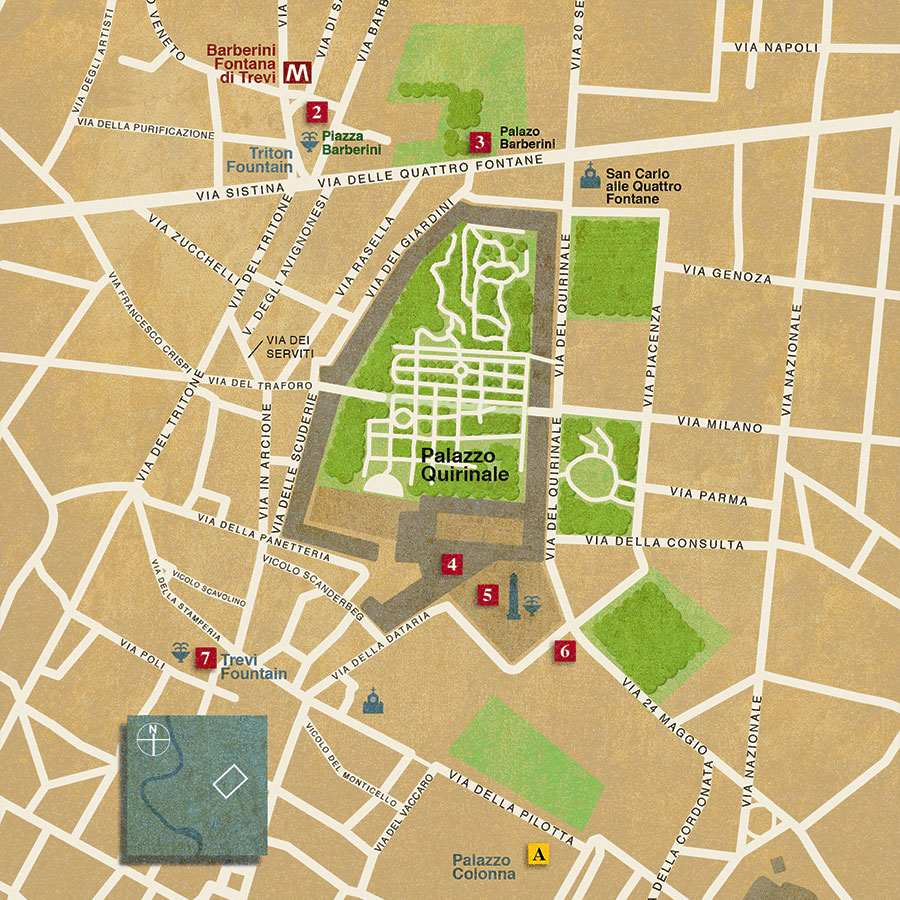 VIA DEGLI ARTISTI
VENETO
VIA
VIA DI S
VIA BARB
VIA 20 SE
VIA NAPOLI
Barberini
Fontana
di Trevi
M
2
VIA DELLA PURIFICAZIONE
Piazza
Barberini
Triton
Fountain
3
Palazo
Barberini
VIA SISTINA
VIA DELLE QUATTRO FONTANE
San Carlo
alle Quattro
Fontane
VIA ZUCCHELLI
VIA DEL TRITONE
V. DEGLI AVIGNONESI
VIA RASELLA
VIA DEI GIARDINI
VIA DEL QUIRINALE
VIA GENOZA
VIA FRANCESCO CRISPI
VIA DEI
SERVITI
VIA PIACENZA
VIA NAZIONALE
VIA DEL TRAFORO
VIA DEL TRITONE
VIA IN ARCIONE
VIA DELLE SCUDERIE
VIA MILANO
Palazzo
Quirinale
VIA DEL QUIRINALE
VIA PARMA
VIA DELLA PANETTERIA
VIA DELLA CONSULTA
VICOLO SCANDERBEG
VICOLO SCAVOLINO
VIA DELLA STAMPERIA
4
5
VIA DELLA DATARIA
6
VIA POLI
7
Trevi
Fountain
VIA 24 MAGGIO
N
VICOLO DEL MONTICELLO
VIA DEL VACCARO
VIA DELLA PILOTTA
VIA NAZIONALE
DELLA CORDONATA
Palazzo
Colonna
A